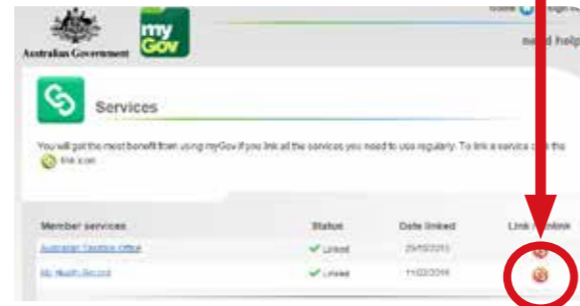 Australian Government
my
Gov
need help
Services
You will get the most benefit from using myGov if you link all the services you need to use regularly. To link a service click the
link icon
Member services Status Date linked Link / unlink
Australian Taxation Office Linked
My Health Record Linked